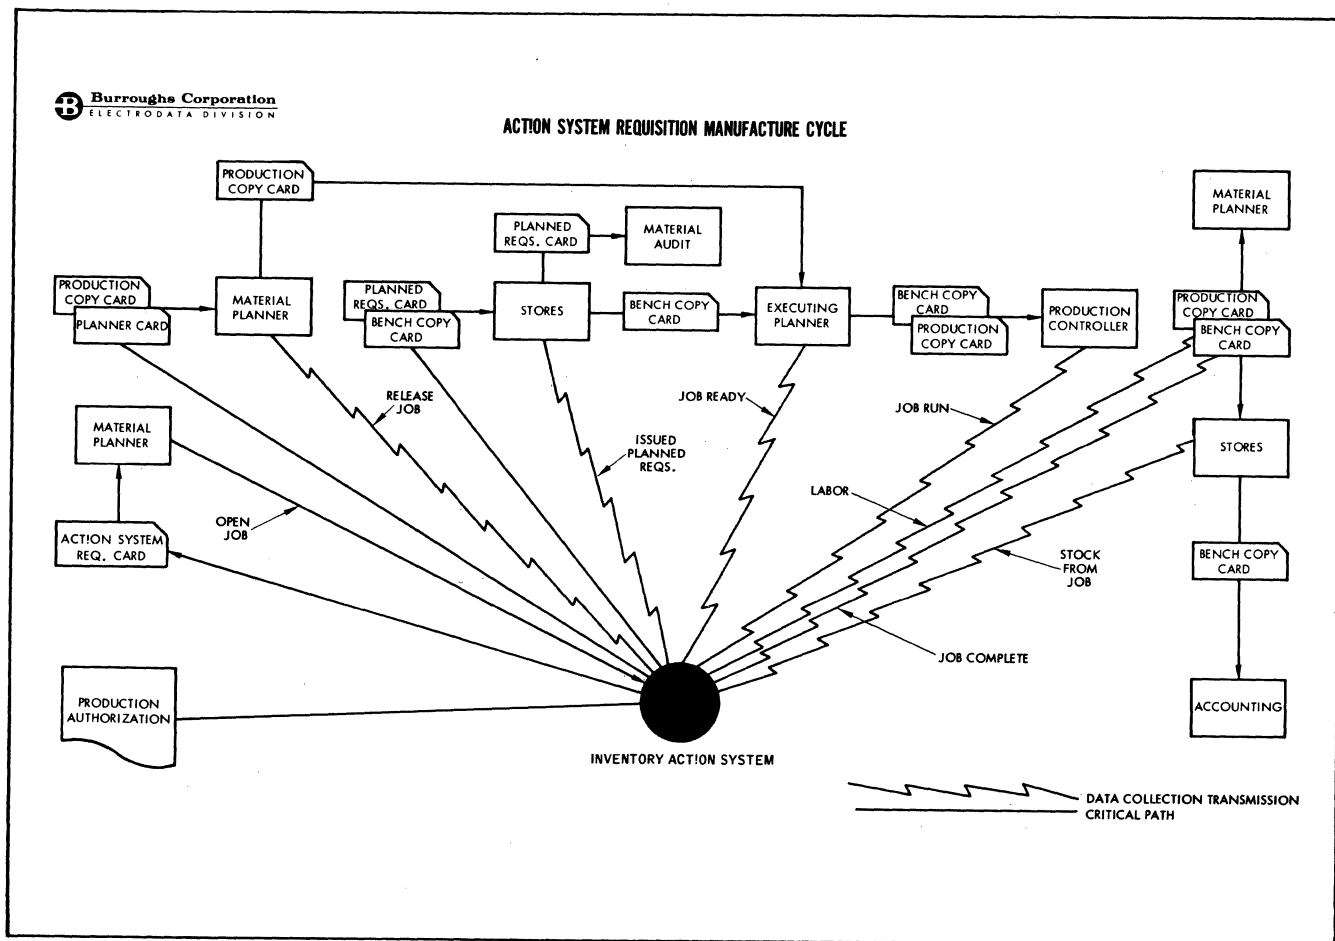 Burroughs Corporation
ELECTRODATA DIVISION
ACTION SYSTEM REQUISITION MANUFACTURE CYCLE
PRODUCTION
COPY CARD
PLANNED
REQS. CARD
MATERIAL
AUDIT
MATERIAL
PLANNER
PRODUCTION
COPY CARD
PLANNER CARD
MATERIAL
PLANNER
PLANNED
REQS. CARD
BENCH COPY
CARD
STORES
BENCH COPY
CARD
EXECUTING
PLANNER
BENCH COPY
CARD
PRODUCTION
COPY CARD
PRODUCTION
CONTROLLER
PRODUCTION
COPY CARD
BENCH COPY
CARD
MATERIAL
PLANNER
RELEASE
JOB
JOB READY
JOB RUN
ISSUED
PLANNED
REQS.
STORES
OPEN
JOB
LABOR
ACTION SYSTEM
REQ. CARD
STOCK
FROM
JOB
BENCH COPY
CARD
JOB COMPLETE
PRODUCTION
AUTHORIZATION
ACCOUNTING
INVENTORY ACTION SYSTEM
DATA COLLECTION TRANSMISSION
CRITICAL PATH